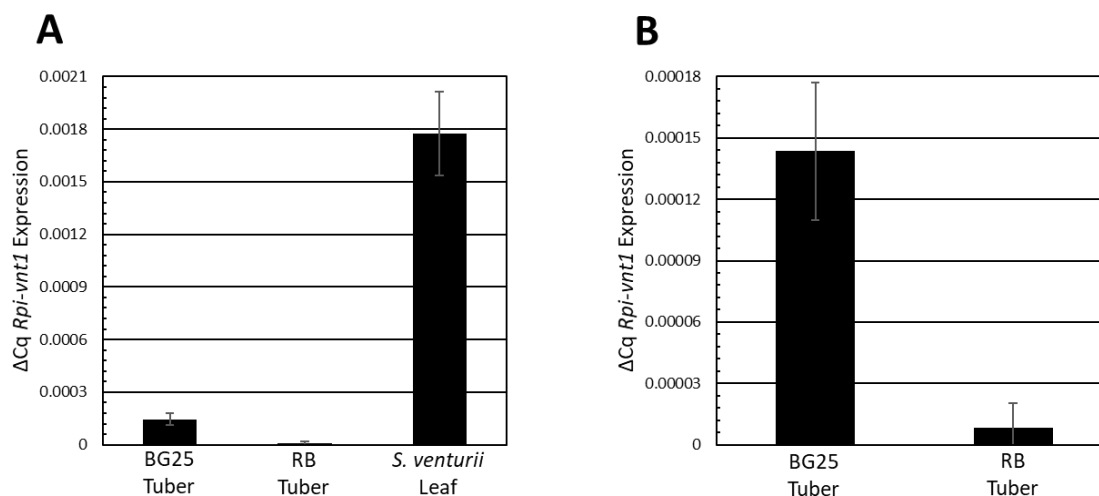 A
0.0021
0.0018
0.0015
0.0012
0.0009
0.0006
0.0003
0
ΔCq Rpi-vnt1 Expression
BG25
Tuber
RB
Tuber
S. venturii
Leaf
B
0.00018
0.00015
0.00012
0.00009
0.00006
0.00003
0
ΔCq Rpi-vnt1 Expression
BG25
Tuber
RB
Tuber